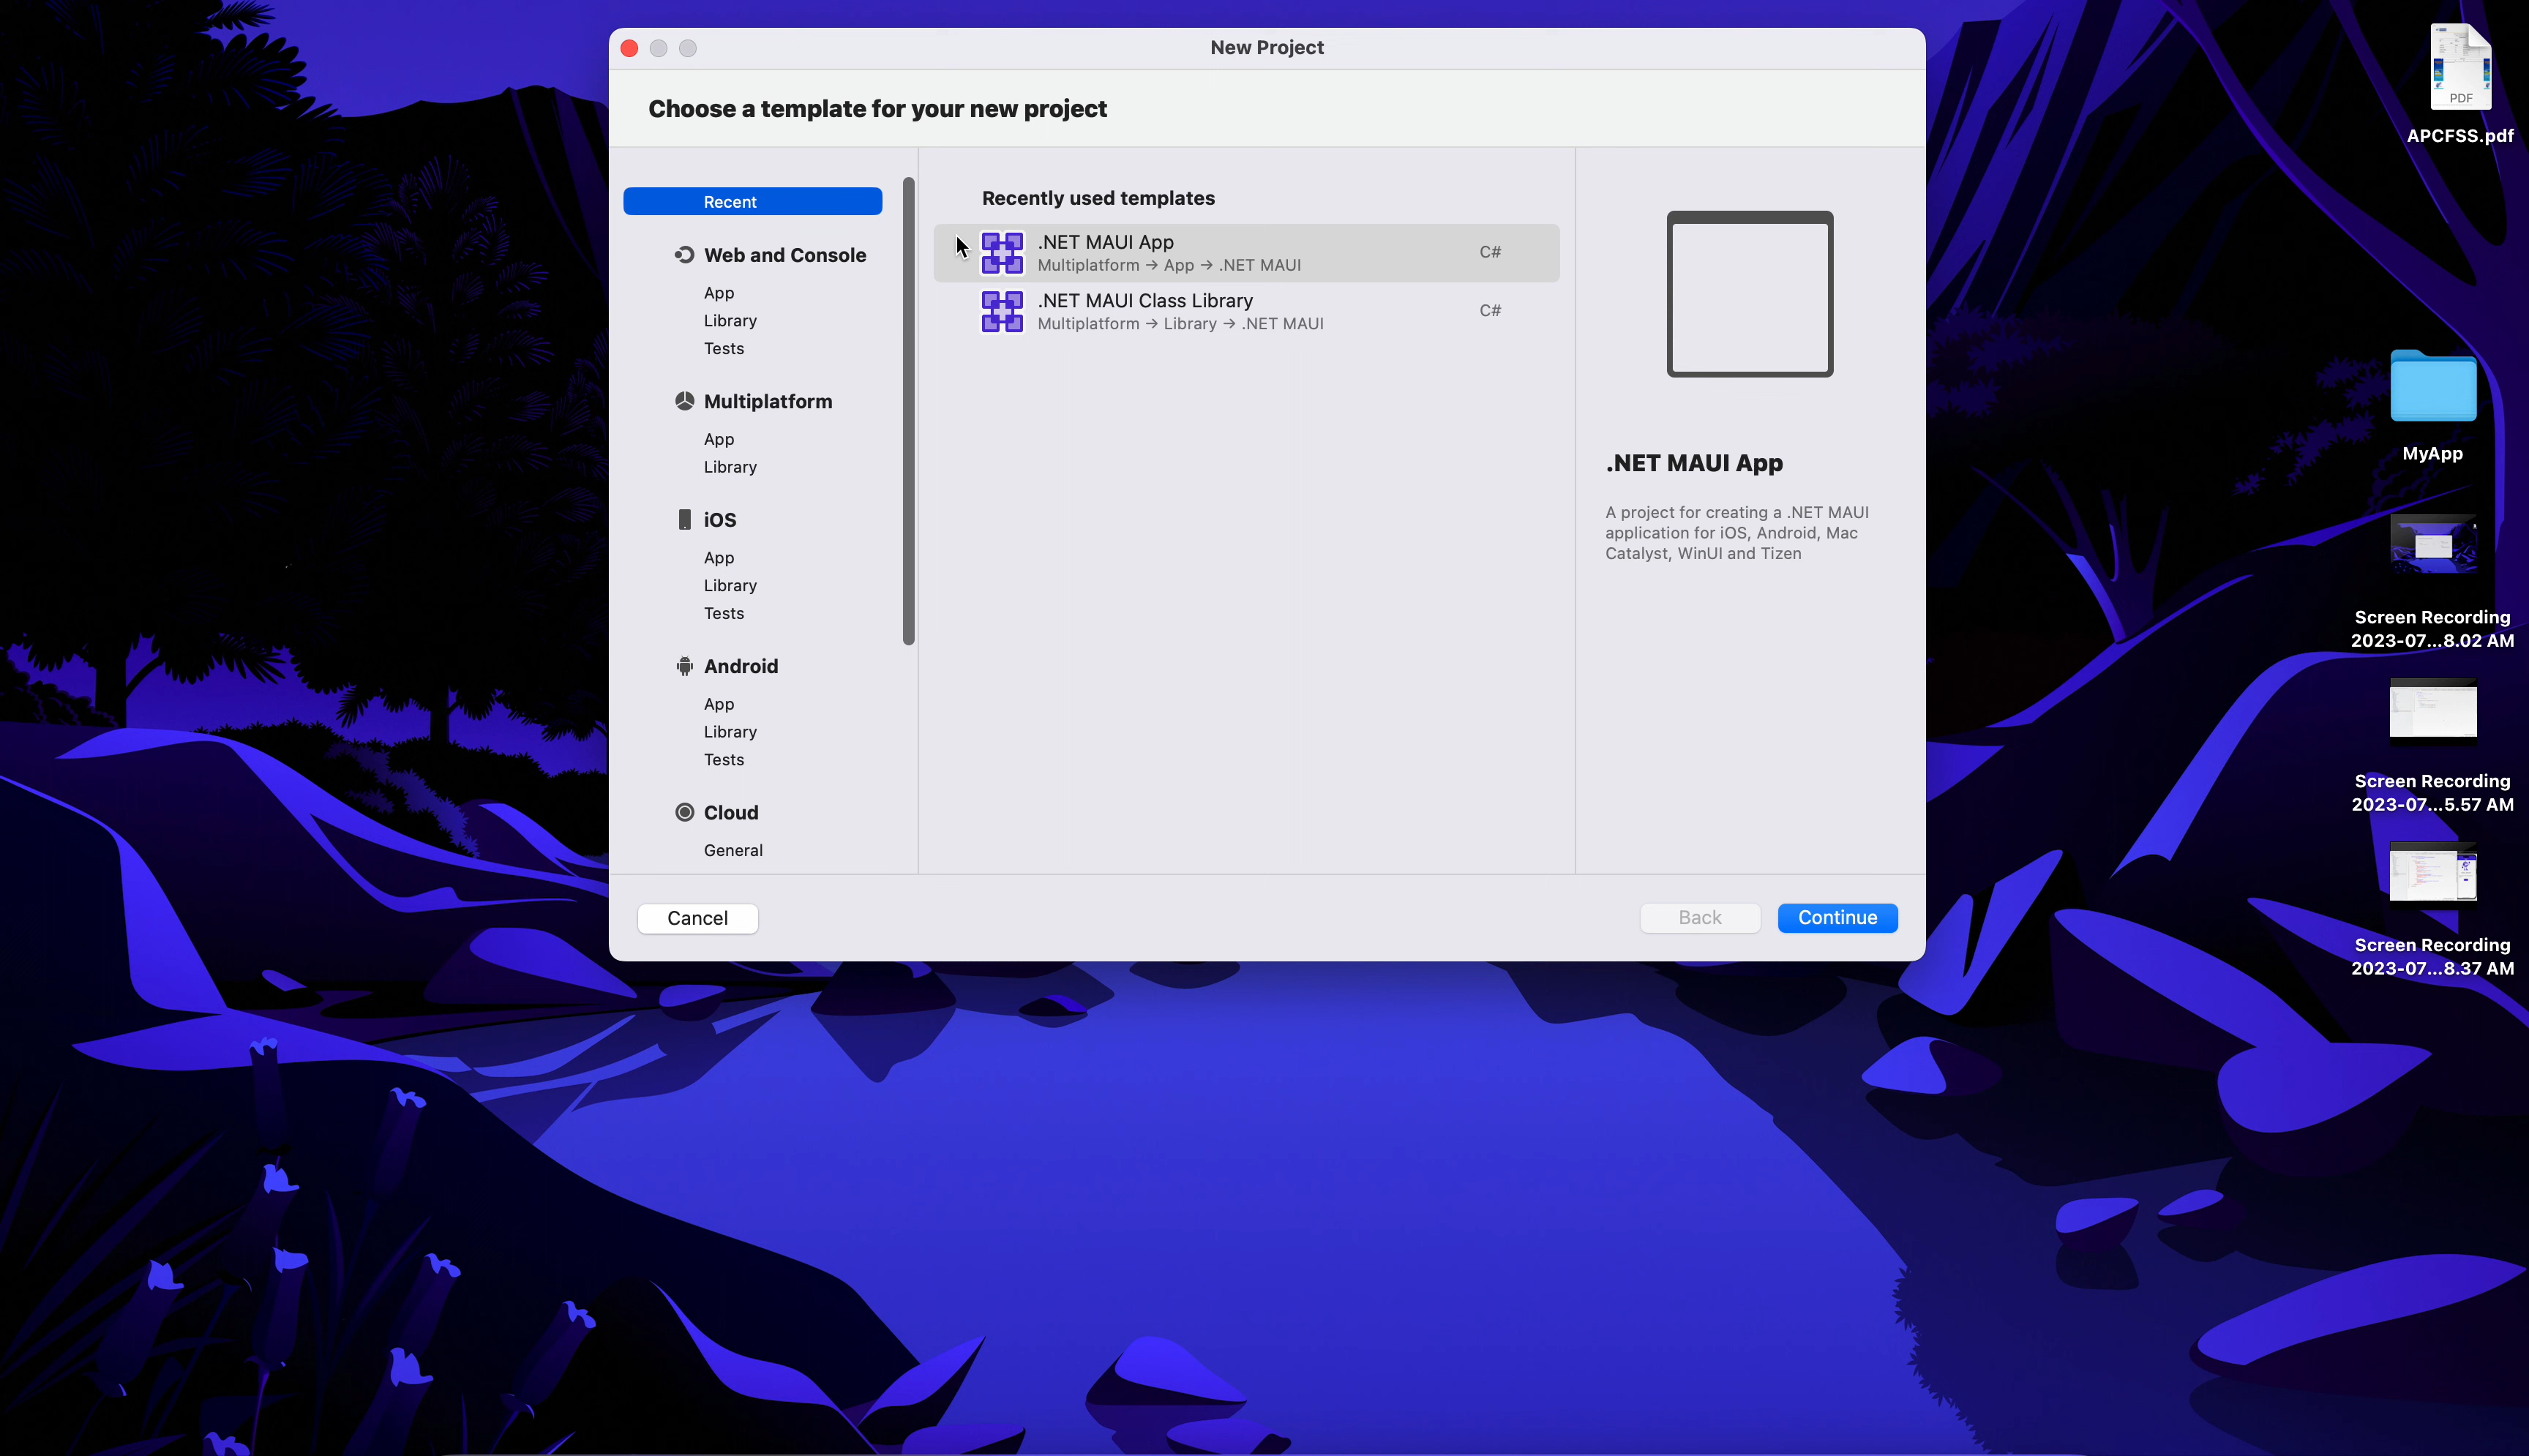 New Project
Choose a template for your new project
Recent
Web and Console
App
Library
Tests
Multiplatform
App
Library
iOS
App
Library
Tests
Android
App
Library
Tests
Cloud
General
Recently used templates
.NET MAUI App
Multiplatform → App → .NET MAUI
C#
.NET MAUI Class Library
Multiplatform → Library → .NET MAUI
C#
.NET MAUI App
A project for creating a .NET MAUI
application for iOS, Android, Mac
Catalyst, WinUI and Tizen
Cancel
Back
Continue
PDF
APCFSS.pdf
MyApp
Screen Recording
2023-07...8.02 AM
Screen Recording
2023-07...5.57 AM
Screen Recording
2023-07...8.37 AM